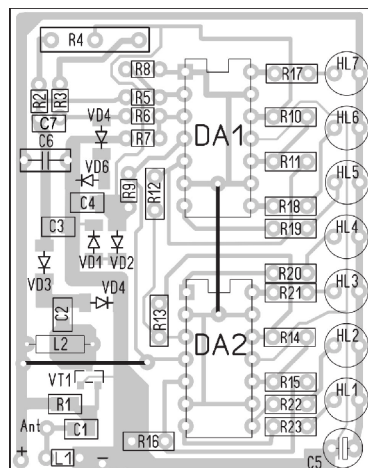 R4
R8
R17
HL7
R2
R3
R5
C7
R6
VD4
R7
DA1
R10
HL6
C6
R11
VD6
R9
R12
HL5
C4
R18
C3
R19
HL4
VD1
VD2
VD3
R20
HL3
VD4
R21
C2
R13
L2
DA2
R14
HL2
VT1
R15
HL1
R1
R22
Ant
C1
R16
R23
L1
C5
+
–